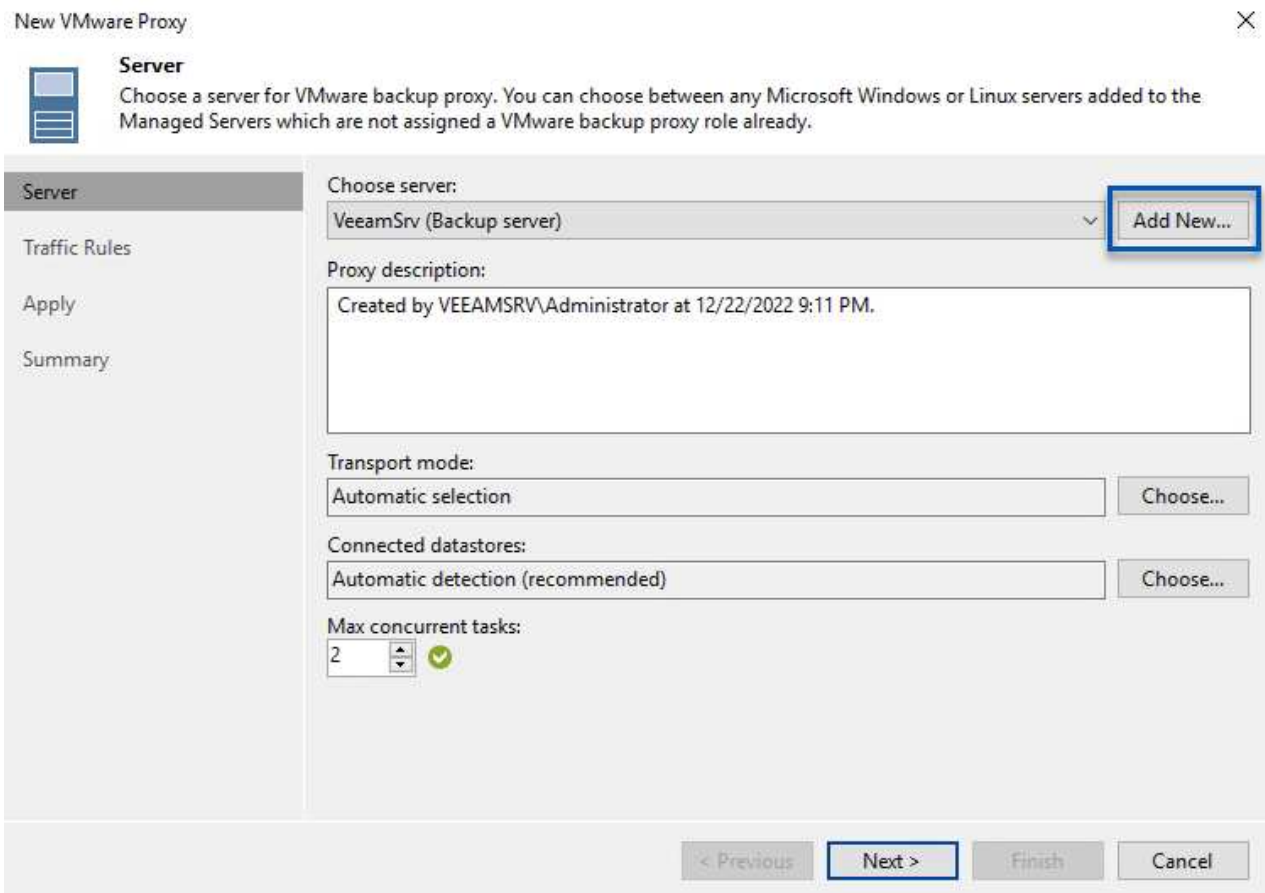 New VMware Proxy
Server
Choose a server for VMware backup proxy. You can choose between any Microsoft Windows or Linux servers added to the
Managed Servers which are not assigned a VMware backup proxy role already.
Server
Traffic Rules
Apply
Summary
Choose server:
VeeamSrv (Backup server)
Add New...
Proxy description:
Created by VEEAMSRV\Administrator at 12/22/2022 9:11 PM.
Transport mode:
Automatic selection
Choose...
Connected datastores:
Automatic detection (recommended)
Choose...
Max concurrent tasks:
2
< Previous
Next >
Finish
Cancel